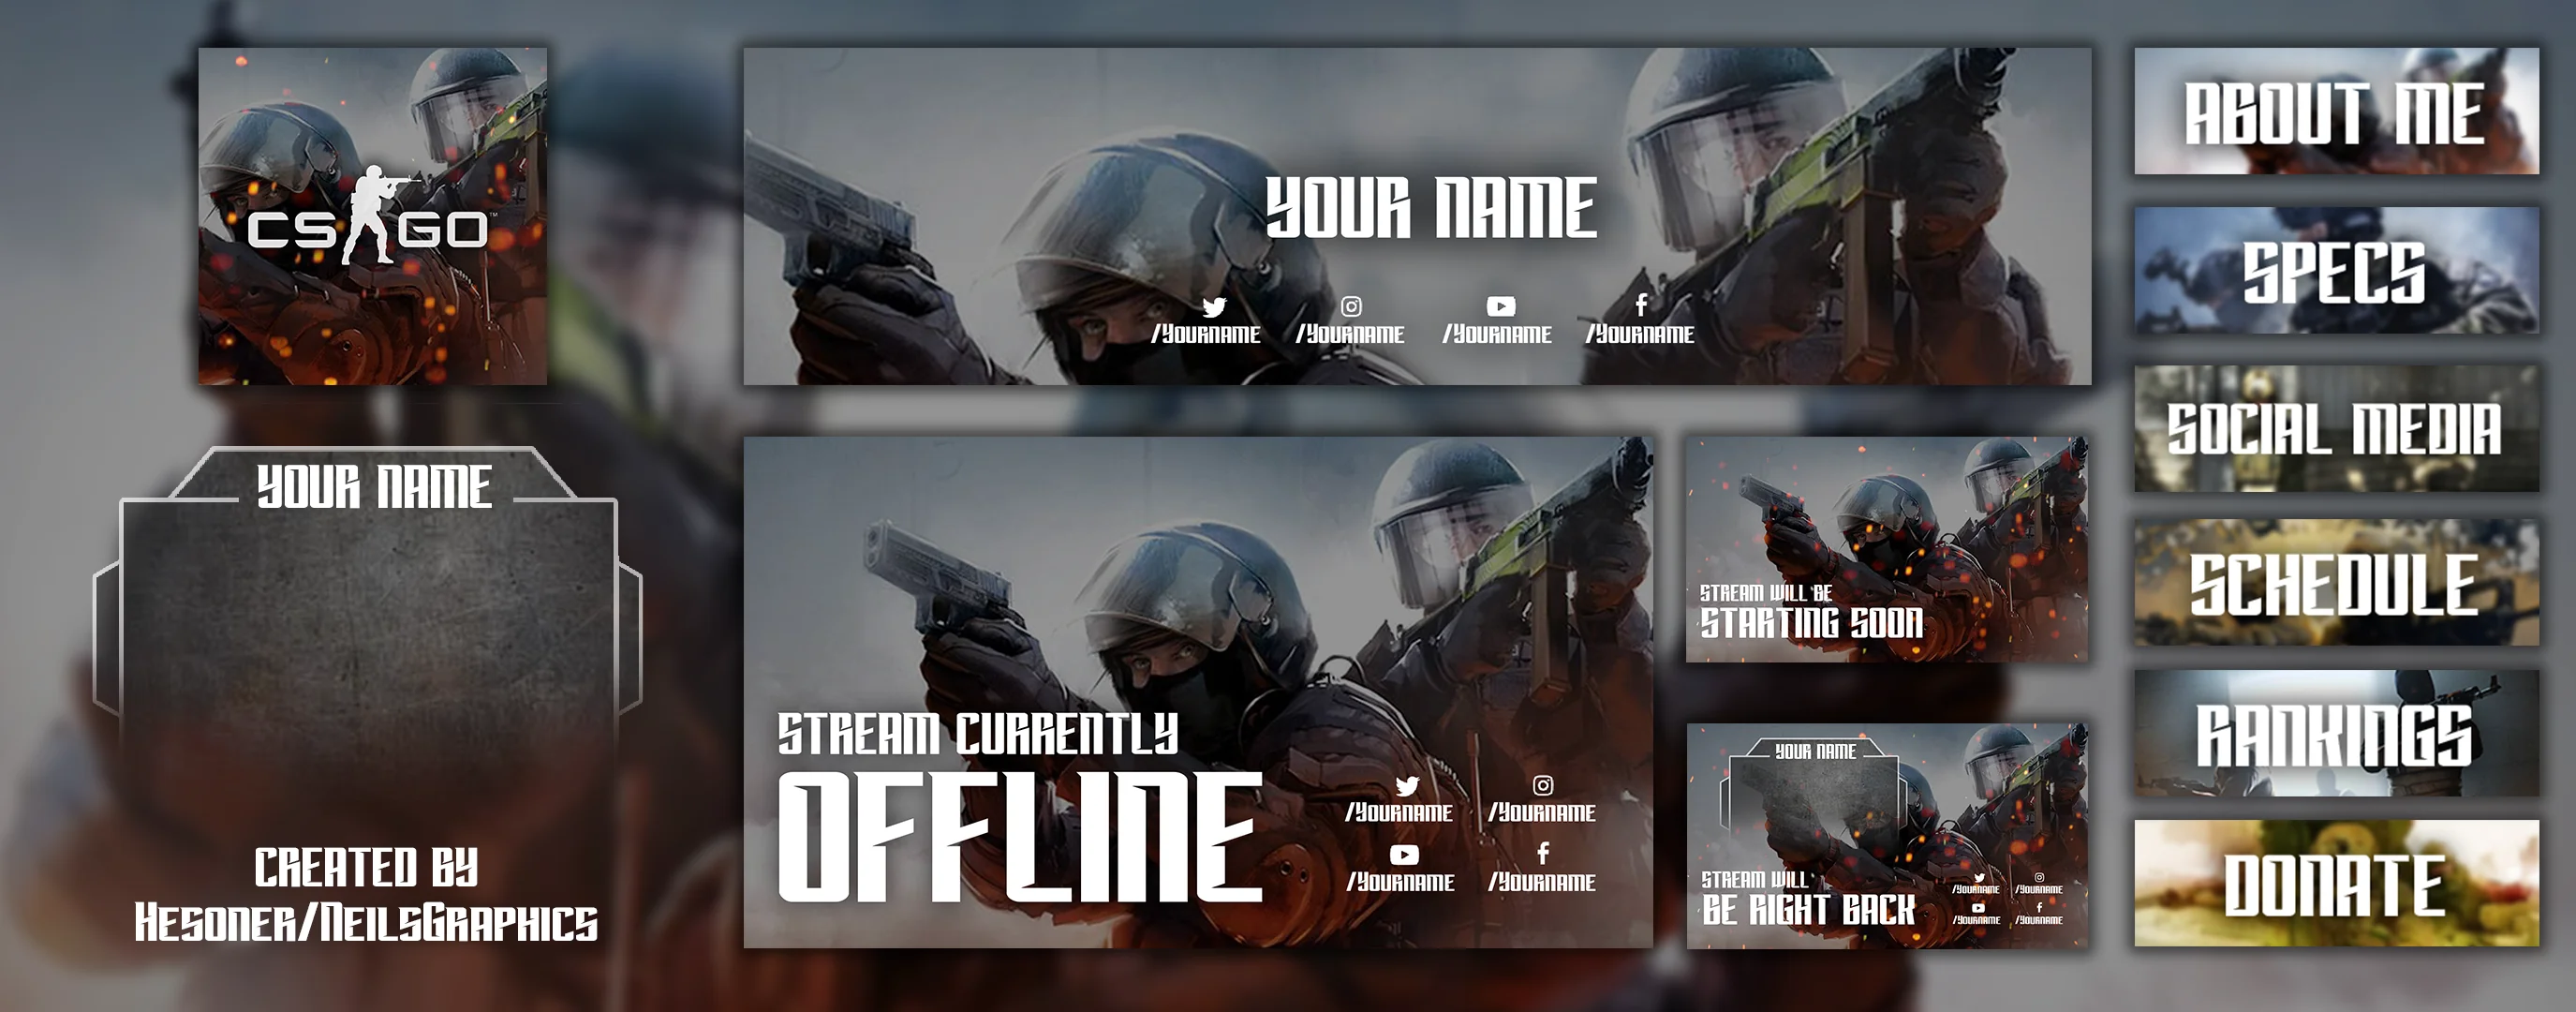 CS GO™
YOUR NAME
CREATED BY
HESONER/NEILSGRAPHICS
YOUR NAME
/YOURNAME /YOURNAME /YOURNAME /YOURNAME
STREAM CURRENTLY
OFFLINE
/YOURNAME /YOURNAME
/YOURNAME /YOURNAME
STREAM WILL BE
STARTING SOON
YOUR NAME
STREAM WILL
BE RIGHT BACK
/YOURNAME /YOURNAME
/YOURNAME /YOURNAME
ABOUT ME
SPECS
SOCIAL MEDIA
SCHEDULE
RANKINGS
DONATE